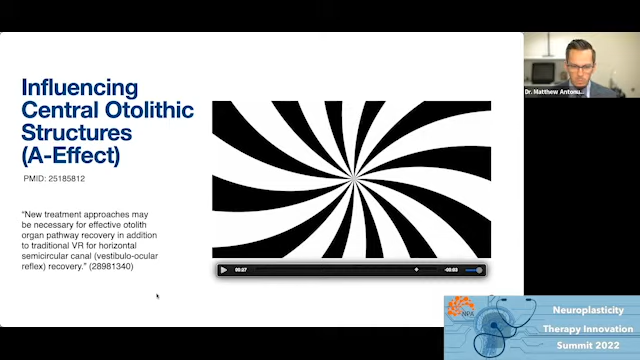 Influencing
Central Otolithic
Structures
(A-Effect)
PMID: 25185812
"New treatment approaches may
be necessary for effective otolith
organ pathway recovery in addition
to traditional VR for horizontal
semicircular canal (vestibulo-ocular
reflex) recovery." (28981340)
00:27
-00:03
Dr. Matthew Antonu...
NPA
Neuroplasticity
Therapy Innovation
Summit 2022